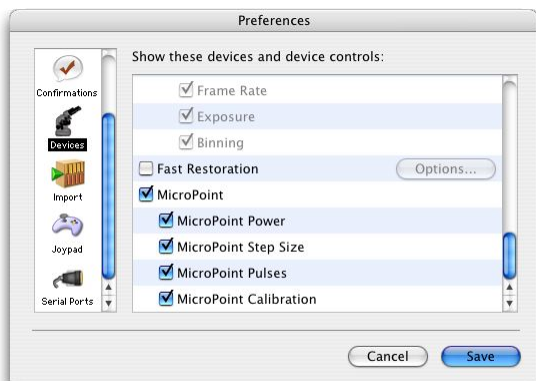 Preferences
Show these devices and device controls:
Confirmations
Devices
Import
Joypad
Serial Ports
Frame Rate
Exposure
Binning
Fast Restoration Options...
MicroPoint
MicroPoint Power
MicroPoint Step Size
MicroPoint Pulses
MicroPoint Calibration
Cancel Save